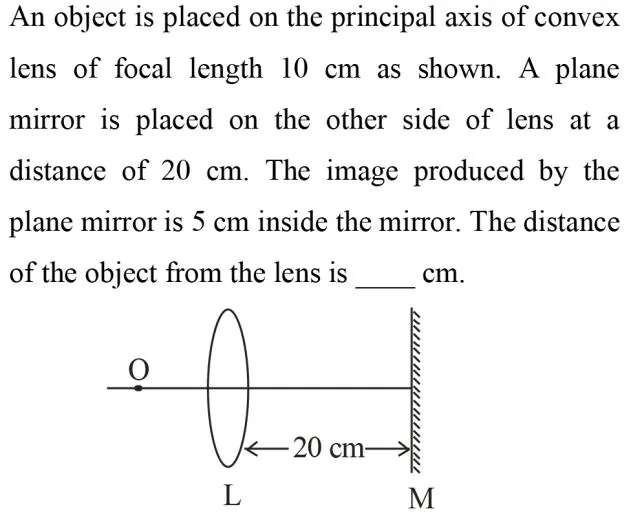 An object is placed on the principal axis of convex
lens of focal length 10 cm as shown. A plane
mirror is placed on the other side of lens at a
distance of 20 cm. The image produced by the
plane mirror is 5 cm inside the mirror. The distance
of the object from the lens is ____ cm.
O
20 cm
L
M